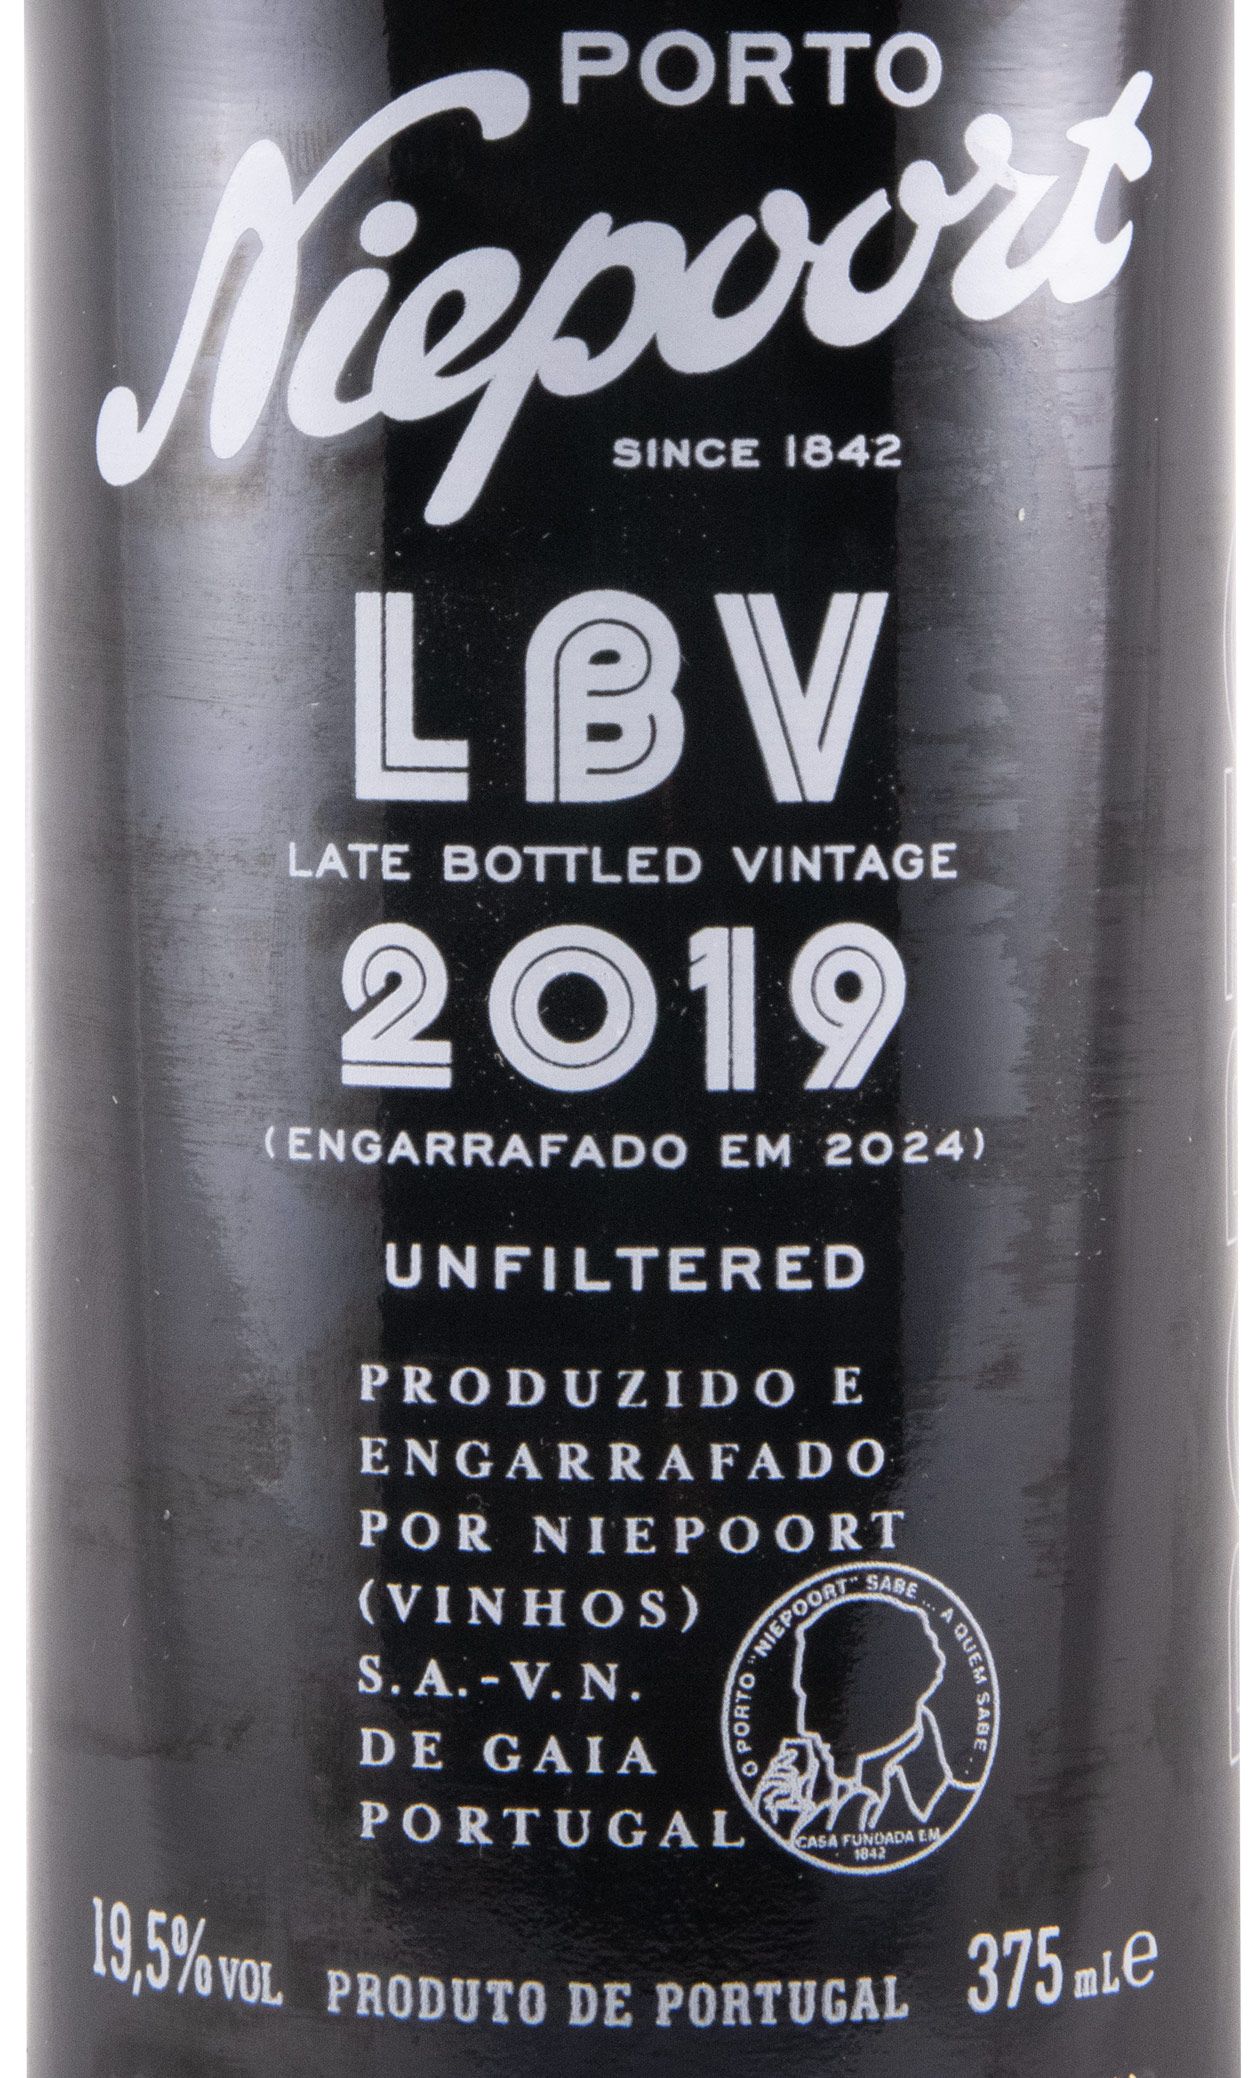 PORTO
Niepoort
SINCE 1842
LBV
LATE BOTTLED VINTAGE
2019
(ENGARRAFADO EM 2024)
UNFILTERED
PRODUZIDO E
ENGARRAFADO
POR NIEPOORT
(VINHOS)
S.A.-V.N.
DE GAIA
PORTUGAL
O PORTO "NIEPOORT" SABE ... A QUEM SABE ...
CASA FUNDADA EM
1842
19,5% VOL
PRODUTO DE PORTUGAL
375 mL e